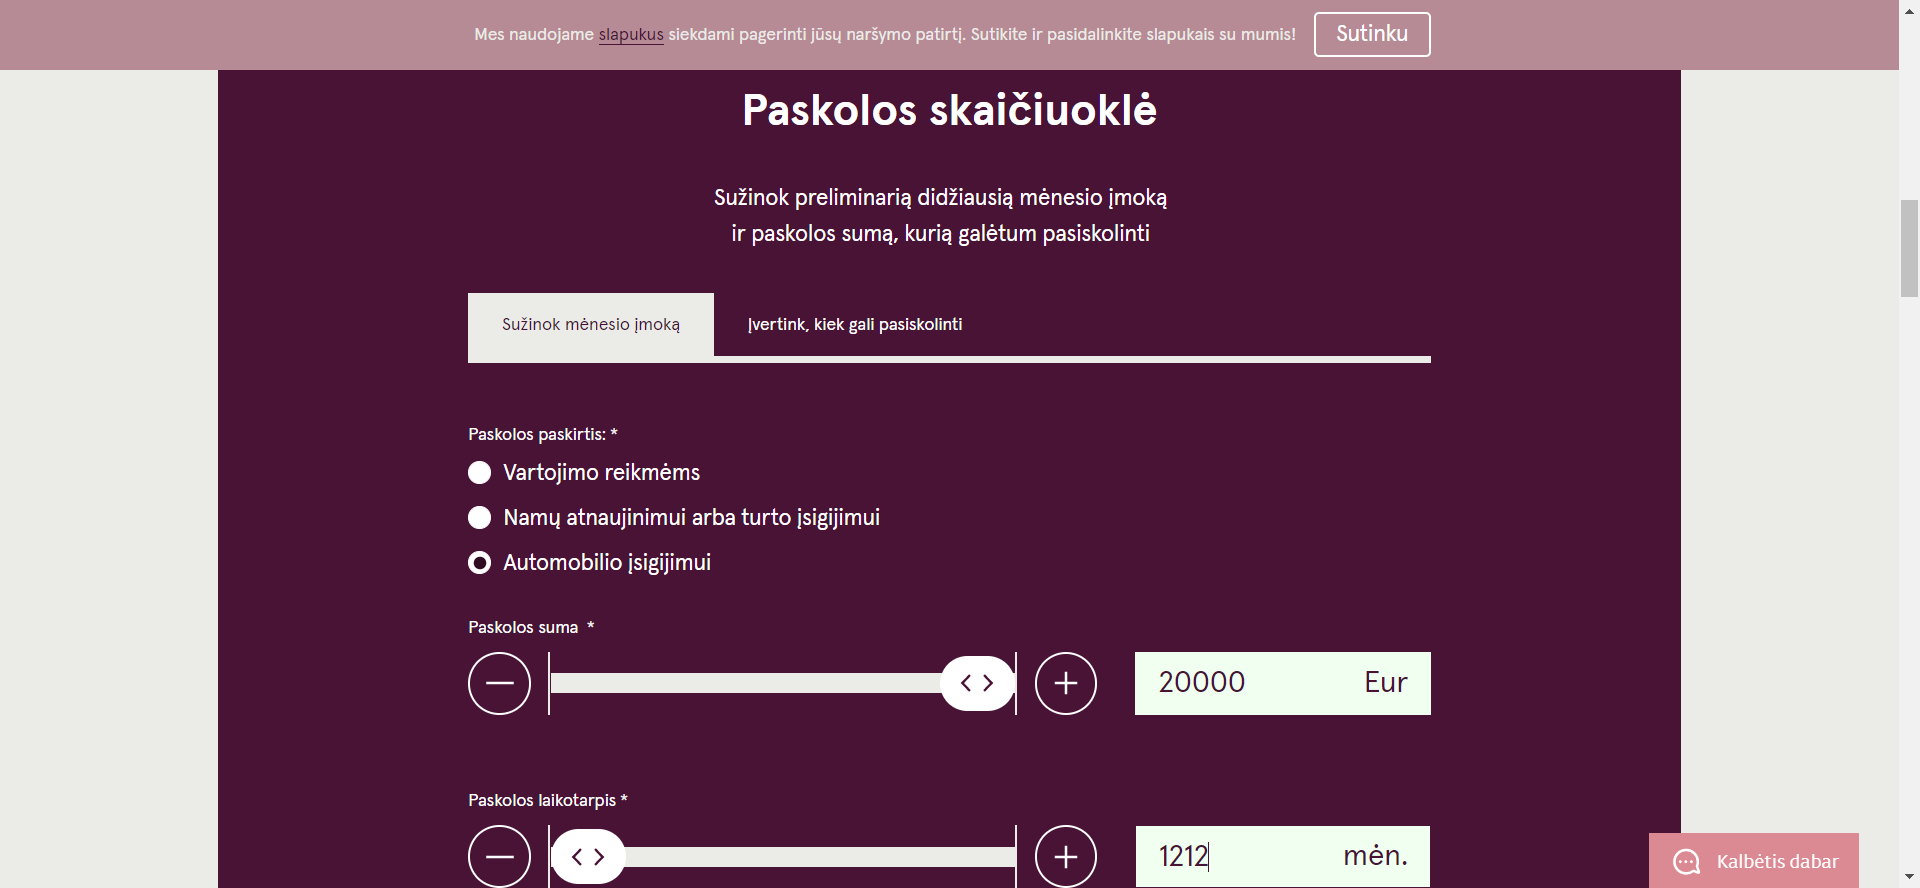 Mes naudojame slapukus siekdami pagerinti jūsų naršymo patirtį. Sutikite ir pasidalinkite slapukais su mumis!
Sutinku
Paskolos skaičiuoklė
Sužinok preliminarią didžiausią mėnesio įmoką
ir paskolos sumą, kurią galėtum pasiskolinti
Sužinok mėnesio įmoką
Įvertink, kiek gali pasiskolinti
Paskolos paskirtis: *
Vartojimo reikmėms
Namų atnaujinimui arba turto įsigijimui
Automobilio įsigijimui
Paskolos suma *
20000 Eur
Paskolos laikotarpis *
1212 mėn.
Kalbėtis dabar